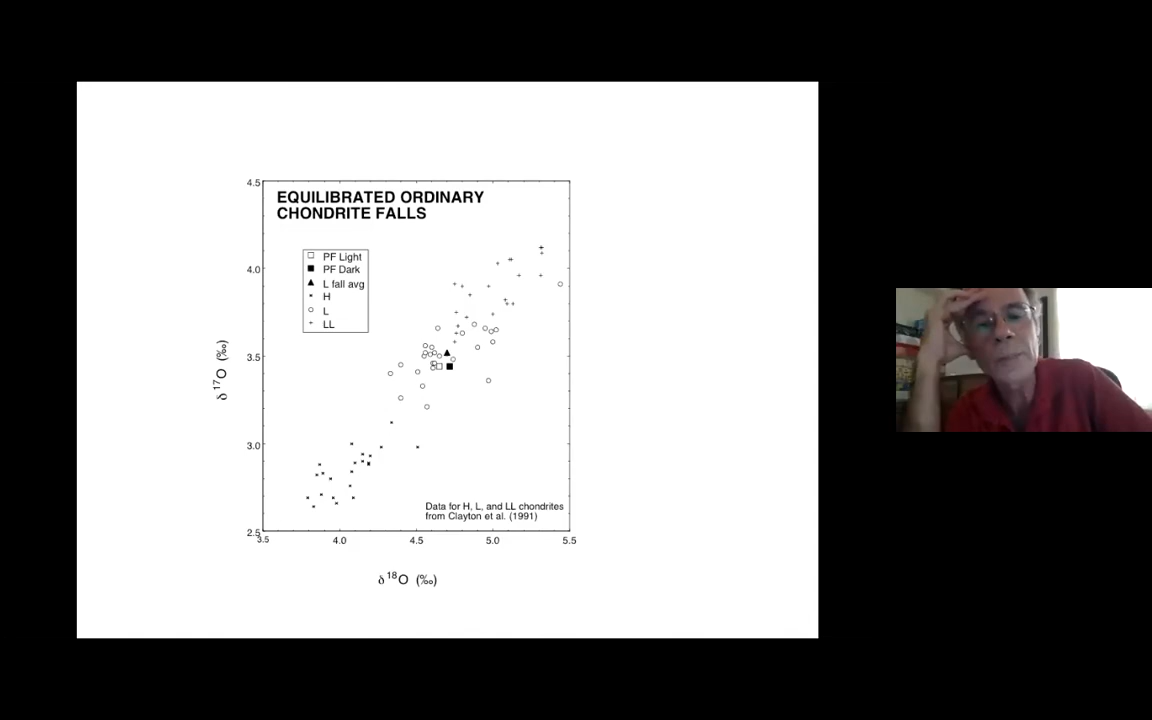 EQUILIBRATED ORDINARY
CHONDRITE FALLS
PF Light
PF Dark
L fall avg
H
L
LL
4.5
4.0
3.5
3.0
2.5
δ17O (‰)
Data for H, L, and LL chondrites
from Clayton et al. (1991)
3.5
4.0
4.5
5.0
5.5
δ18O (‰)